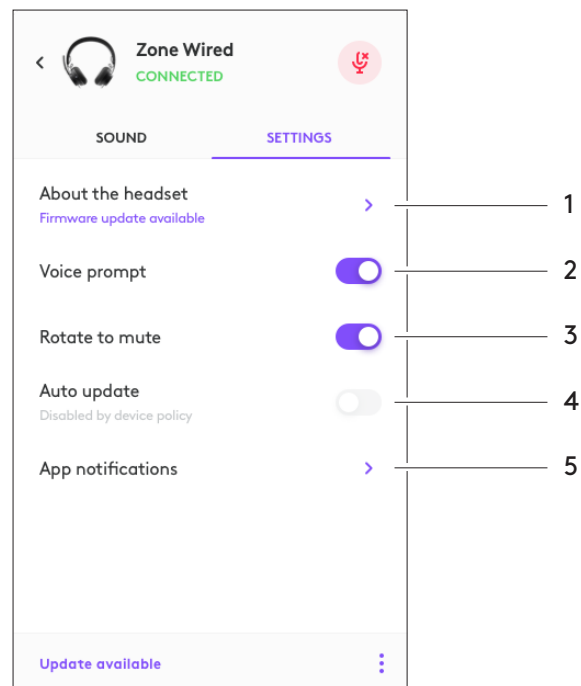 Zone Wired
CONNECTED
SOUND SETTINGS
About the headset
Firmware update available
1
Voice prompt
2
Rotate to mute
3
Auto update
Disabled by device policy
4
App notifications
5
Update available